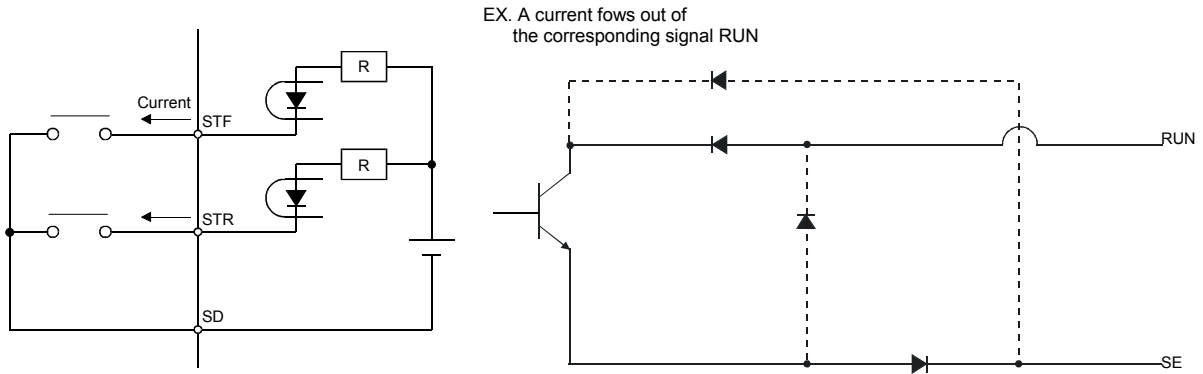 EX. A current fows out of
the corresponding signal RUN
R
Current
STF
R
STR
SD
RUN
SE